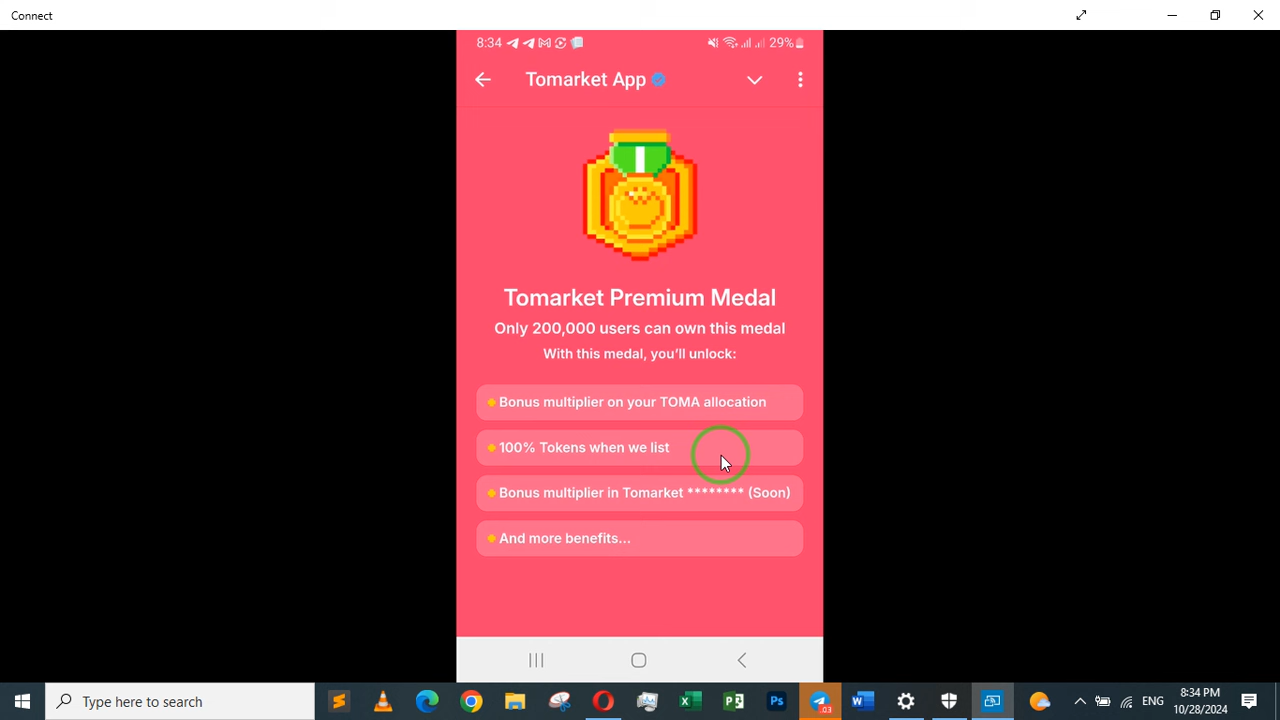 Connect
8:34
29%
Tomarket App
Tomarket Premium Medal
Only 200,000 users can own this medal
With this medal, you'll unlock:
Bonus multiplier on your TOMA allocation
100% Tokens when we list
Bonus multiplier in Tomarket ******** (Soon)
And more benefits...
Type here to search
Ps
03
ENG
8:34 PM
10/28/2024